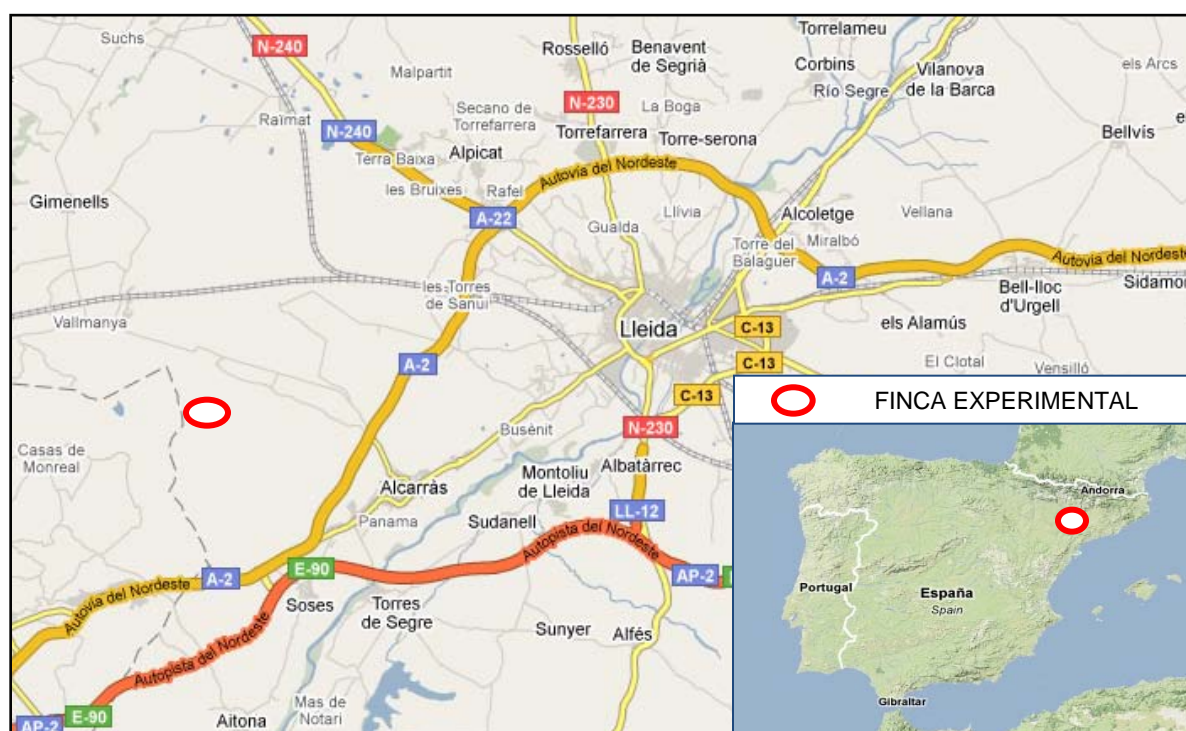 Suchs
N-240
Malpartit
Rosselló
Benavent
de Segrià
Torrelameu
Corbins
Río Segre
Vilanova
de la Barca
els Arcs
Raïmat
N-240
Secano de
Torrefarrera
N-230
La Boga
Torrefarrera
Torre-serona
Bellvís
Terra Baixa
Alpicat
les Bruixes
Rafel
Autovía del Nordeste
Gimenells
A-22
Gualda
Llívia
Alcoletge
Vellana
Torre del
Balaguer
Miralbó
Autovía del Nordeste
A-2
les Torres
de Sanui
Bell-lloc
d'Urgell
Sidamon
Vallmanya
Lleida
C-13
els Alamús
A-2
C-13
El Clotal
Vensilló
C-13
FINCA EXPERIMENTAL
Casas de
Monreal
Busènit
N-230
Alcarràs
Montoliu
de Lleida
Albatàrrec
Panama
Sudanell
LL-12
Autopista del Nordeste
A-2
E-90
AP-2
Autovía del Nordeste
Soses
Torres
de Segre
Sunyer
Alfés
Autopista del Nordeste
Mas de
Notari
E-90
AP-2
Aitona
Andorra
Portugal
España
Spain
Gibraltar